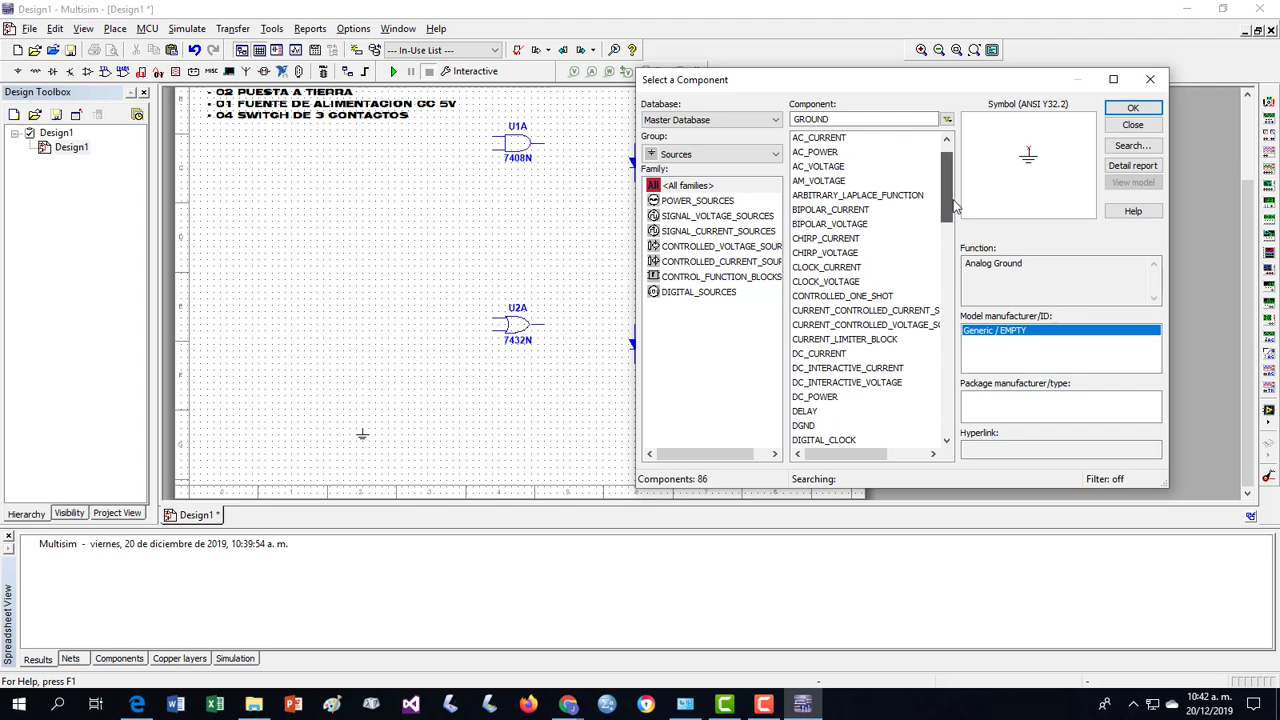 Design1 - Multisim - [Design1 *]
File Edit View Place MCU Simulate Transfer Tools Reports Options Window Help
--- In-Use List ---
Interactive
Design Toolbox
Design1
Design1
Hierarchy Visibility Project View
• 02 PUESTA A TIERRA
• 01 FUENTE DE ALIMENTACION CC 5V
• 04 SWITCH DE 3 CONTACTOS
U1A
7408N
U2A
7432N
Design1 *
Select a Component
Database:
Master Database
Group:
Sources
Family:
All <All families>
POWER_SOURCES
SIGNAL_VOLTAGE_SOURCES
SIGNAL_CURRENT_SOURCES
CONTROLLED_VOLTAGE_SOUR
CONTROLLED_CURRENT_SOUR
CONTROL_FUNCTION_BLOCKS
DIGITAL_SOURCES
Components: 86
Component:
GROUND
AC_CURRENT
AC_POWER
AC_VOLTAGE
AM_VOLTAGE
ARBITRARY_LAPLACE_FUNCTION
BIPOLAR_CURRENT
BIPOLAR_VOLTAGE
CHIRP_CURRENT
CHIRP_VOLTAGE
CLOCK_CURRENT
CLOCK_VOLTAGE
CONTROLLED_ONE_SHOT
CURRENT_CONTROLLED_CURRENT_S
CURRENT_CONTROLLED_VOLTAGE_SO
CURRENT_LIMITER_BLOCK
DC_CURRENT
DC_INTERACTIVE_CURRENT
DC_INTERACTIVE_VOLTAGE
DC_POWER
DELAY
DGND
DIGITAL_CLOCK
Searching:
Symbol (ANSI Y32.2)
Function:
Analog Ground
Model manufacturer/ID:
Generic / EMPTY
Package manufacturer/type:
Hyperlink:
Filter: off
OK
Close
Search...
Detail report
View model
Help
Multisim - viernes, 20 de diciembre de 2019, 10:39:54 a. m.
Spreadsheet View
Results Nets Components Copper layers Simulation
For Help, press F1
10:42 a. m.
20/12/2019